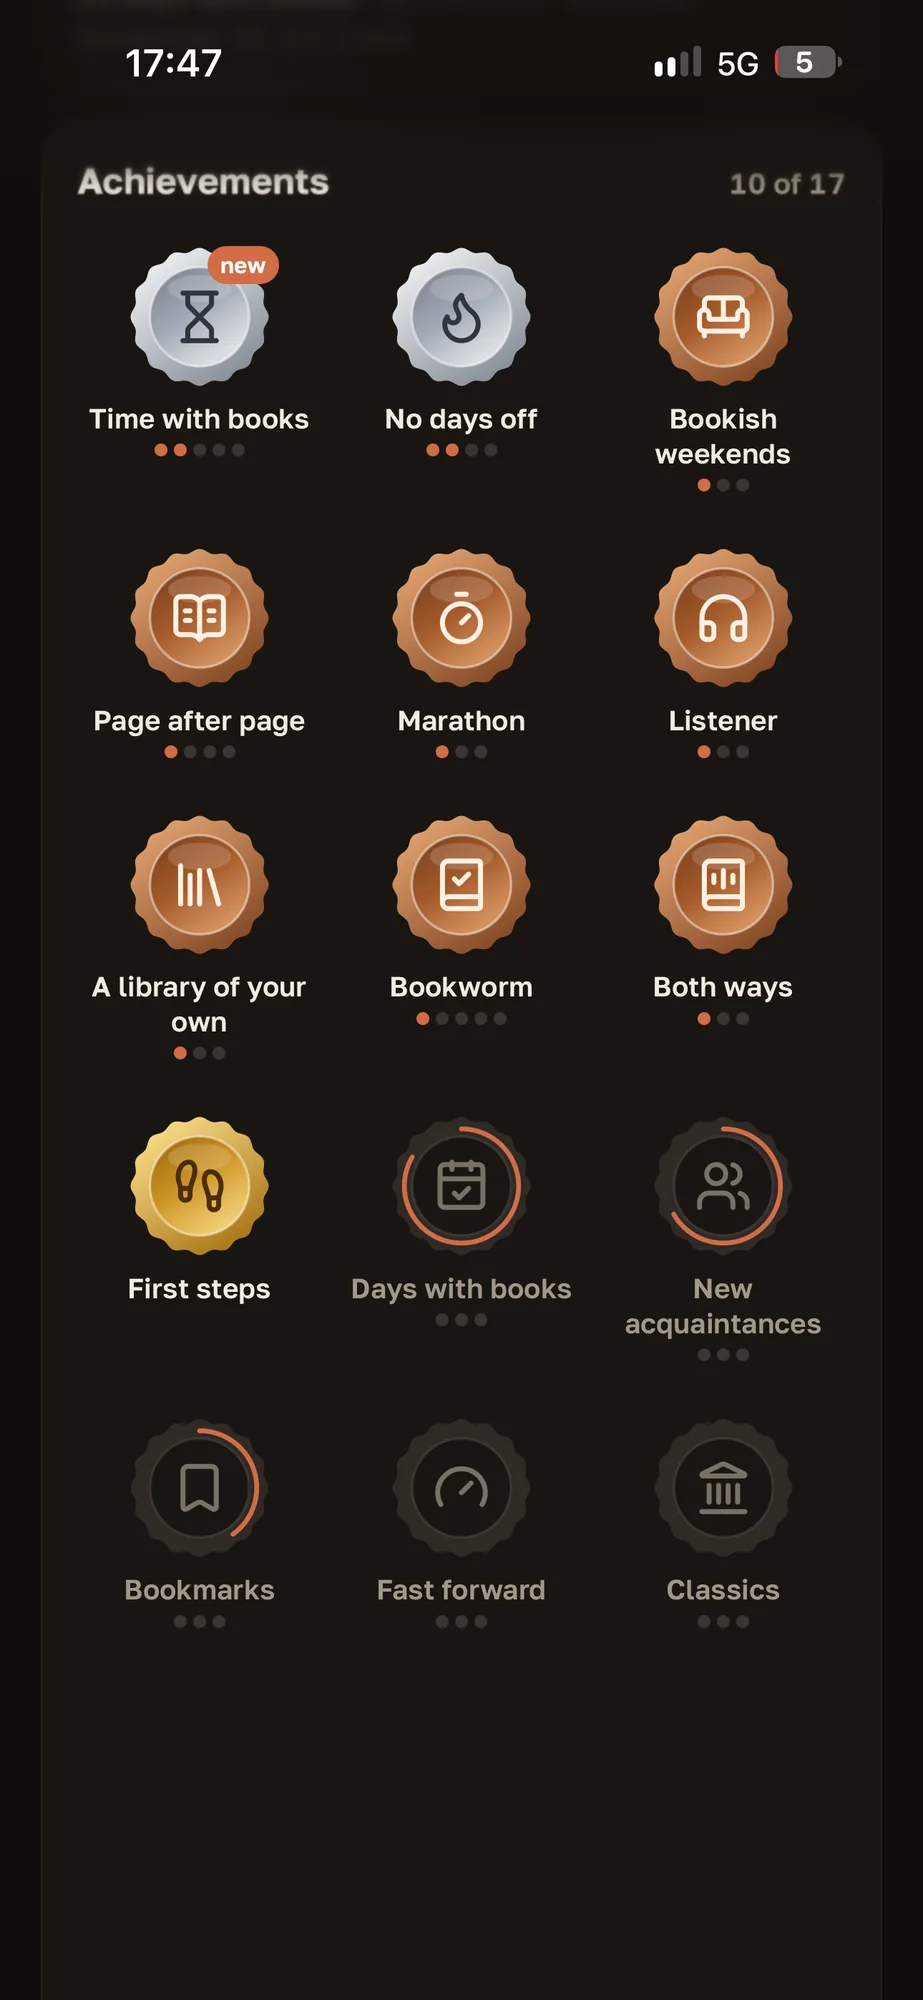 17:47
5G
5
Achievements
10 of 17
new
Time with books
No days off
Bookish
weekends
Page after page
Marathon
Listener
A library of your
own
Bookworm
Both ways
First steps
Days with books
New
acquaintances
Bookmarks
Fast forward
Classics